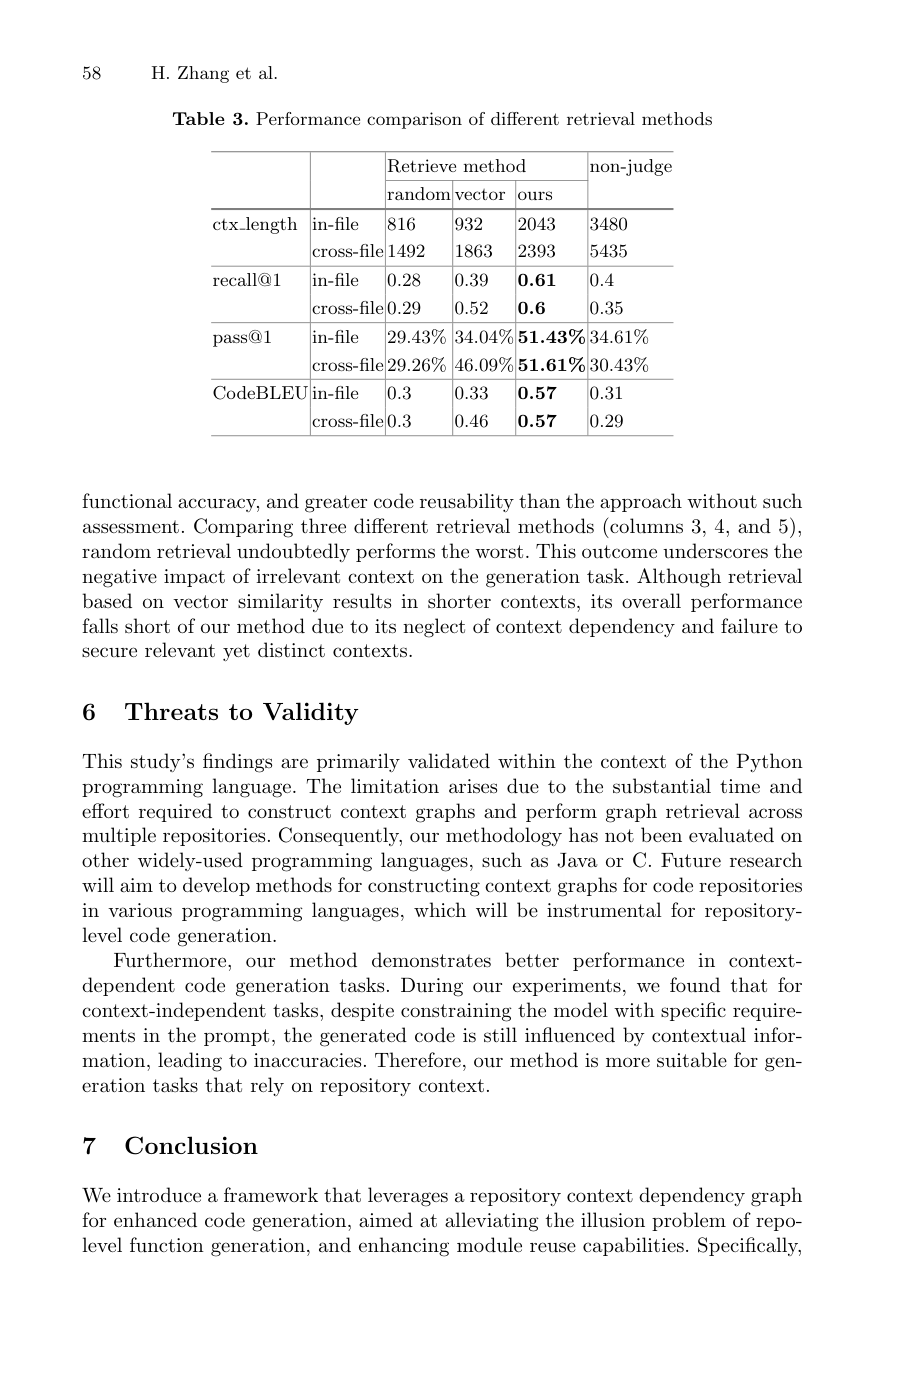 58 H. Zhang et al.
Table 3. Performance comparison of different retrieval methods
Retrieve method non-judge
random vector ours
ctx_length in-file 816 932 2043 3480
cross-file 1492 1863 2393 5435
recall@1 in-file 0.28 0.39 0.61 0.4
cross-file 0.29 0.52 0.6 0.35
pass@1 in-file 29.43% 34.04% 51.43% 34.61%
cross-file 29.26% 46.09% 51.61% 30.43%
CodeBLEU in-file 0.3 0.33 0.57 0.31
cross-file 0.3 0.46 0.57 0.29
functional accuracy, and greater code reusability than the approach without such
assessment. Comparing three different retrieval methods (columns 3, 4, and 5),
random retrieval undoubtedly performs the worst. This outcome underscores the
negative impact of irrelevant context on the generation task. Although retrieval
based on vector similarity results in shorter contexts, its overall performance
falls short of our method due to its neglect of context dependency and failure to
secure relevant yet distinct contexts.
6 Threats to Validity
This study's findings are primarily validated within the context of the Python
programming language. The limitation arises due to the substantial time and
effort required to construct context graphs and perform graph retrieval across
multiple repositories. Consequently, our methodology has not been evaluated on
other widely-used programming languages, such as Java or C. Future research
will aim to develop methods for constructing context graphs for code repositories
in various programming languages, which will be instrumental for repository-
level code generation.
Furthermore, our method demonstrates better performance in context-
dependent code generation tasks. During our experiments, we found that for
context-independent tasks, despite constraining the model with specific require-
ments in the prompt, the generated code is still influenced by contextual infor-
mation, leading to inaccuracies. Therefore, our method is more suitable for gen-
eration tasks that rely on repository context.
7 Conclusion
We introduce a framework that leverages a repository context dependency graph
for enhanced code generation, aimed at alleviating the illusion problem of repo-
level function generation, and enhancing module reuse capabilities. Specifically,